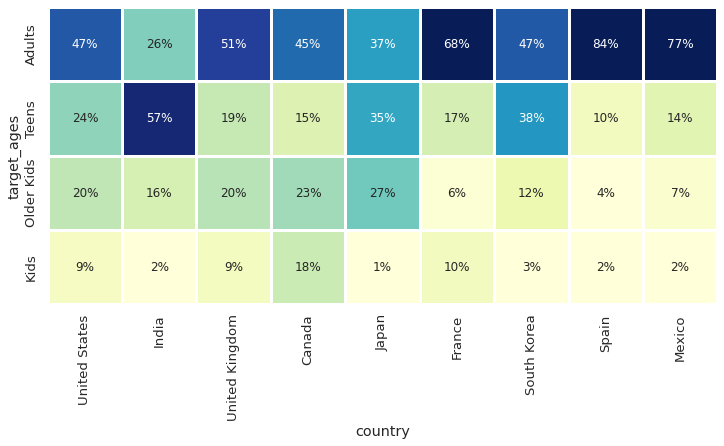 target_ages
Adults 47% 26% 51% 45% 37% 68% 47% 84% 77%
Teens 24% 57% 19% 15% 35% 17% 38% 10% 14%
Older Kids 20% 16% 20% 23% 27% 6% 12% 4% 7%
Kids 9% 2% 9% 18% 1% 10% 3% 2% 2%
United States India United Kingdom Canada Japan France South Korea Spain Mexico
country